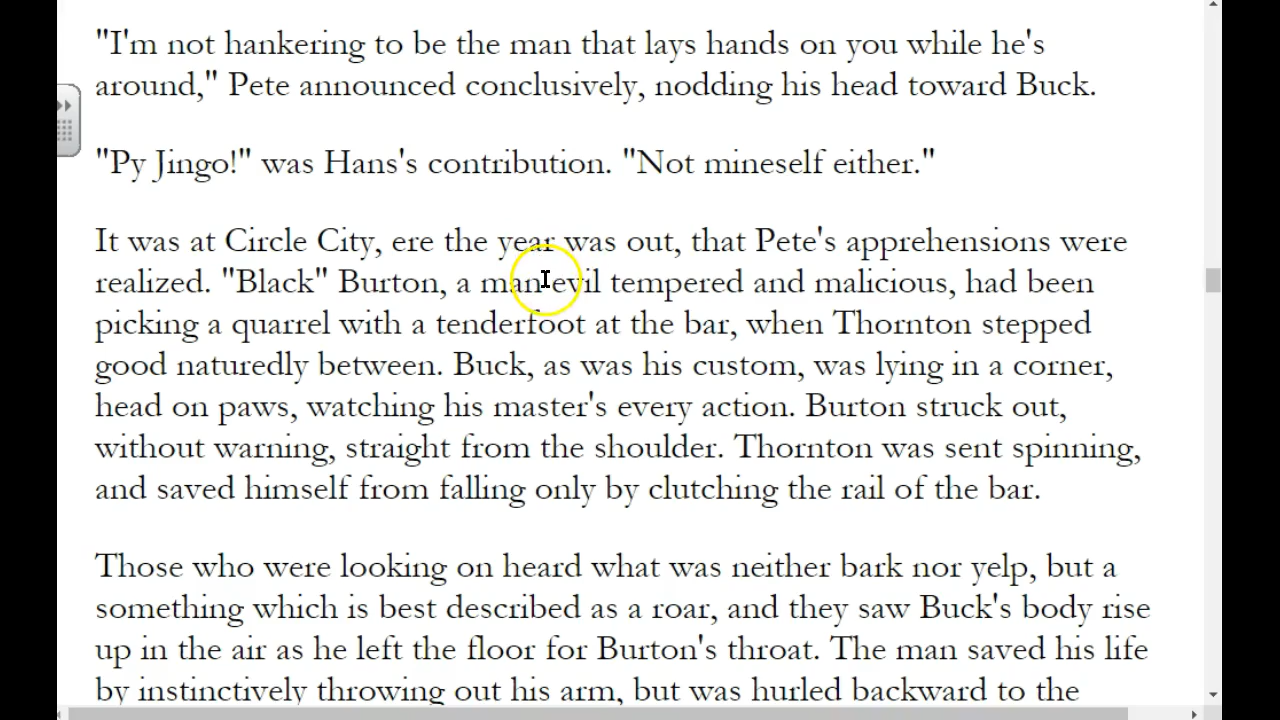 "I'm not hankering to be the man that lays hands on you while he's
around," Pete announced conclusively, nodding his head toward Buck.
"Py Jingo!" was Hans's contribution. "Not mineself either."
It was at Circle City, ere the year was out, that Pete's apprehensions were
realized. "Black" Burton, a man evil tempered and malicious, had been
picking a quarrel with a tenderfoot at the bar, when Thornton stepped
good naturedly between. Buck, as was his custom, was lying in a corner,
head on paws, watching his master's every action. Burton struck out,
without warning, straight from the shoulder. Thornton was sent spinning,
and saved himself from falling only by clutching the rail of the bar.
Those who were looking on heard what was neither bark nor yelp, but a
something which is best described as a roar, and they saw Buck's body rise
up in the air as he left the floor for Burton's throat. The man saved his life
by instinctively throwing out his arm, but was hurled backward to the